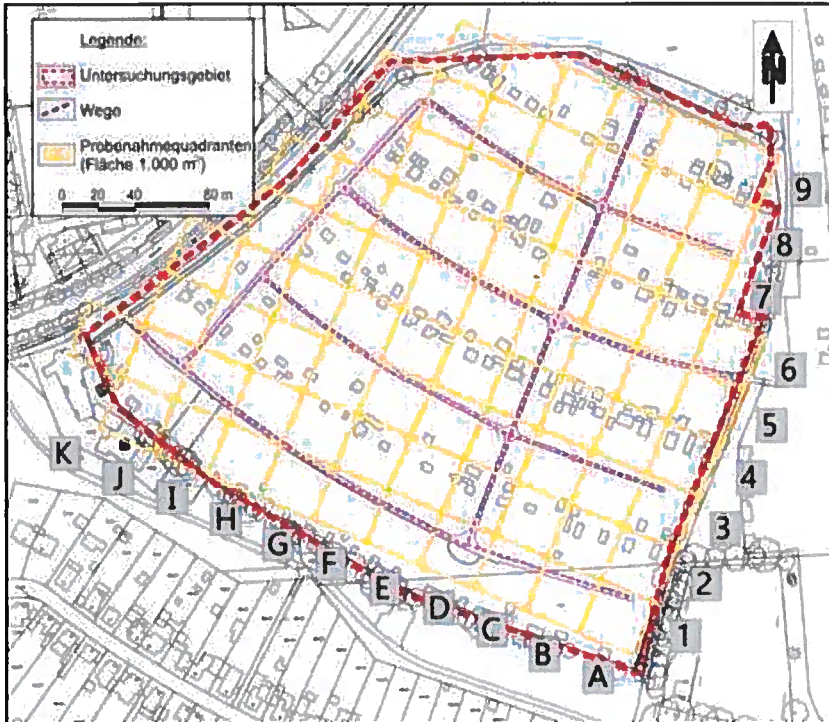 Legende:
Untersuchungsgebiet
Wege
Probenahmequadranten
(Fläche 1.000 m²)
0 20 40 80 m
N
9
8
7
6
5
4
3
2
1
K
J
I
H
G
F
E
D
C
B
A